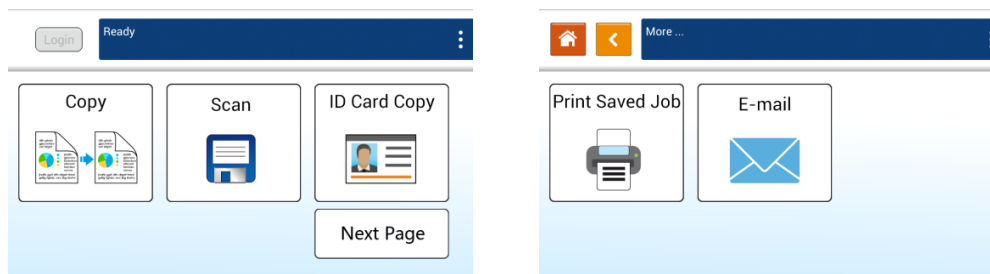 Login
Ready
Copy
Scan
ID Card Copy
Next Page
More ...
Print Saved Job
E-mail